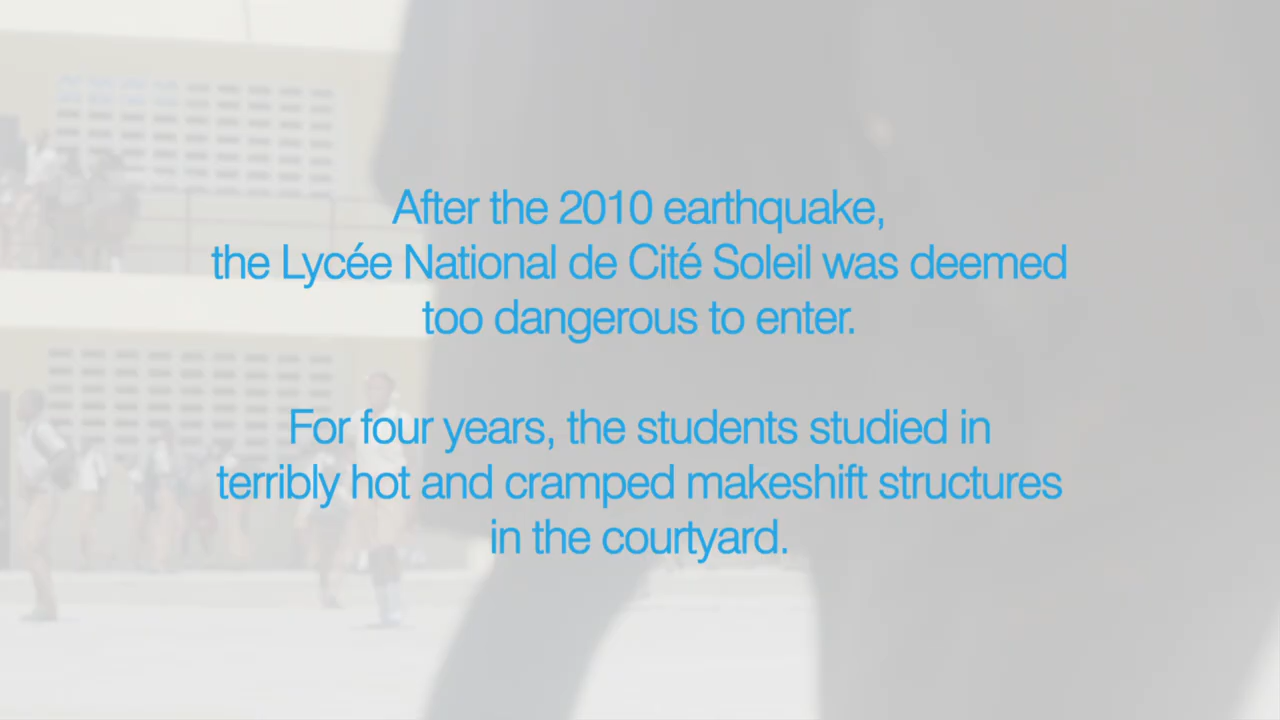 After the 2010 earthquake,
the Lycée National de Cité Soleil was deemed
too dangerous to enter.
For four years, the students studied in
terribly hot and cramped makeshift structures
in the courtyard.